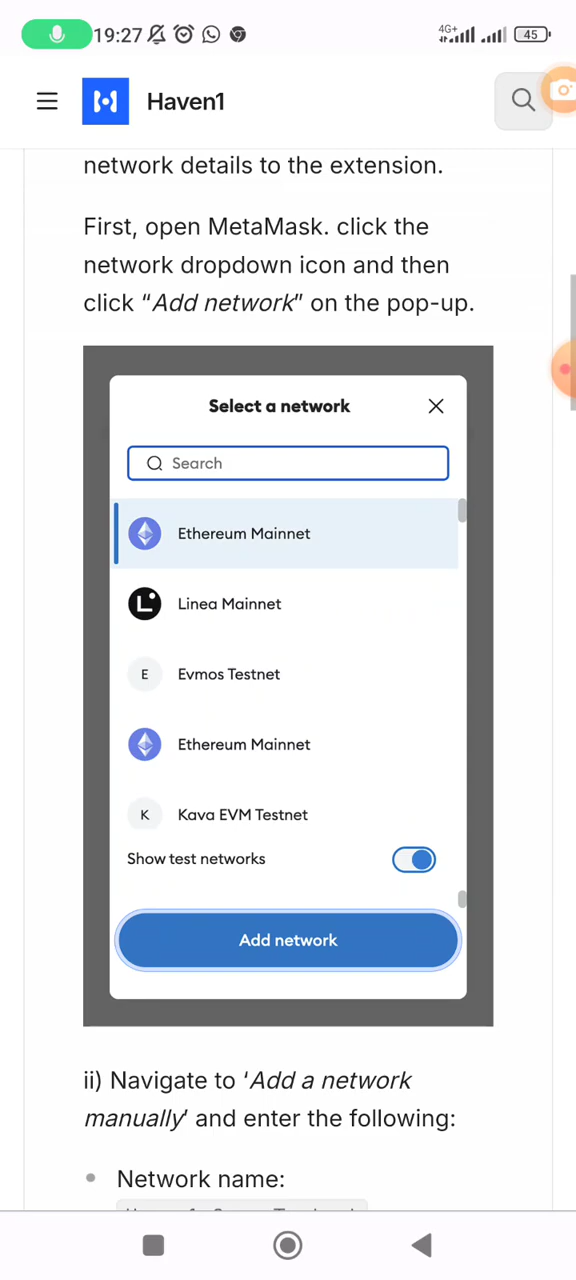 19:27
4G+
45
Haven1
network details to the extension.
First, open MetaMask. click the
network dropdown icon and then
click “Add network” on the pop-up.
Select a network
Search
Ethereum Mainnet
L Linea Mainnet
E Evmos Testnet
Ethereum Mainnet
K Kava EVM Testnet
Show test networks
Add network
ii) Navigate to ‘Add a network
manually’ and enter the following:
Network name: